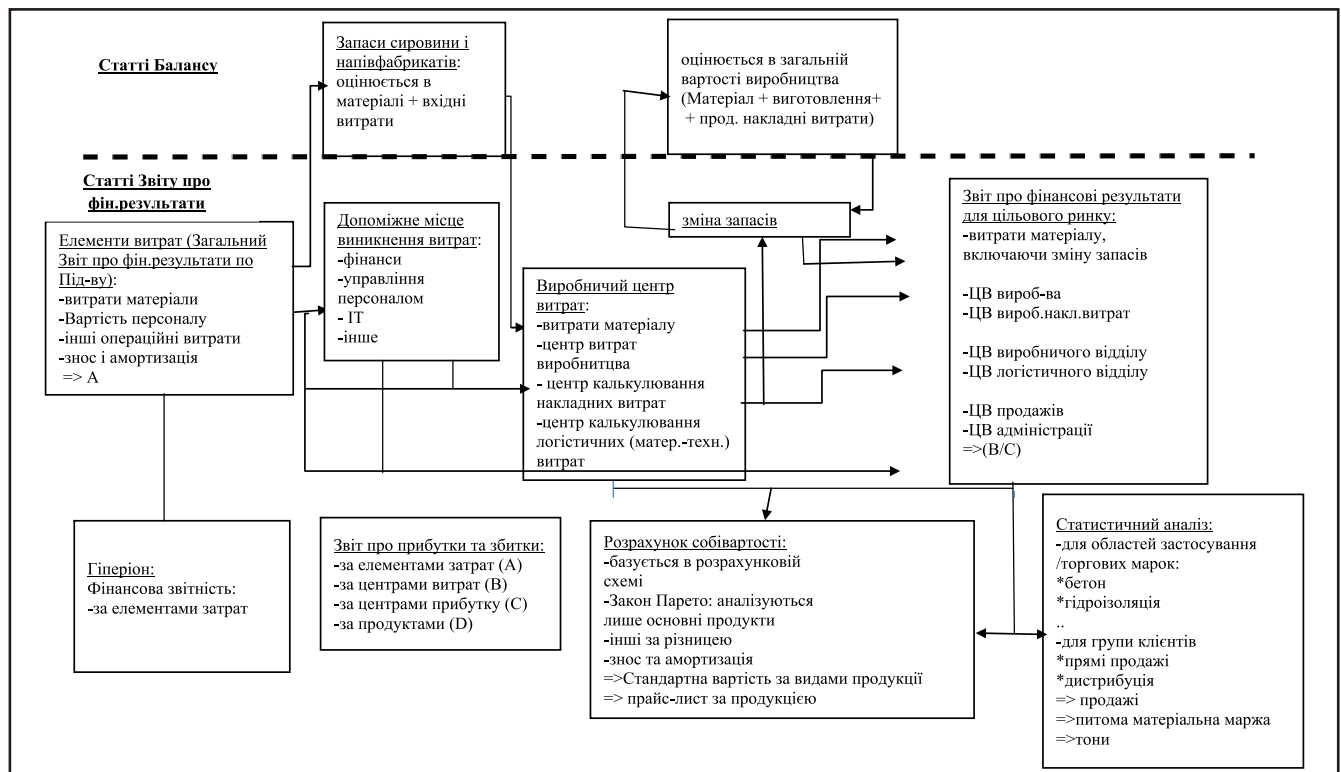 Статті Балансу
Запаси сировини і
напівфабрикатів:
оцінюється в
матеріалі + вхідні
витрати
оцінюється в загальній
вартості виробництва
(Матеріал + виготовлення+
+ прод. накладні витрати)
Статті Звіту про
фін.результати
Елементи витрат (Загальний
Звіт про фін.результати по
Під-ву):
-витрати матеріали
-Вартість персоналу
-інші операційні витрати
-знос і амортизація
=> А
Допоміжне місце
виникнення витрат:
-фінанси
-управління
персоналом
- ІТ
-інше
зміна запасів
Виробничий центр
витрат:
-витрати матеріалу
-центр витрат
виробнитцва
- центр калькулювання
накладних витрат
-центр калькулювання
логістичних (матер.-техн.)
витрат
Звіт про фінансові результати
для цільового ринку:
-витрати матеріалу,
включаючи зміну запасів
-ЦВ вироб-ва
-ЦВ вироб.накл.витрат
-ЦВ виробничого відділу
-ЦВ логістичного відділу
-ЦВ продажів
-ЦВ адміністрації
=>(В/С)
Гіперіон:
Фінансова звітність:
-за елементами затрат
Звіт про прибутки та збитки:
-за елементами затрат (А)
-за центрами витрат (В)
-за центрами прибутку (С)
-за продуктами (D)
Розрахунок собівартості:
-базується в розрахунковій
схемі
-Закон Парето: аналізуються
лише основні продукти
-інші за різницею
-знос та амортизація
=>Стандартна вартість за видами продукції
=> прайс-лист за продукцією
Статистичний аналіз:
-для областей застосування
/торгових марок:
*бетон
*гідроізоляція
..
-для групи клієнтів
*прямі продажі
*дистрибуція
=> продажі
=>питома матеріальна маржа
=>тони